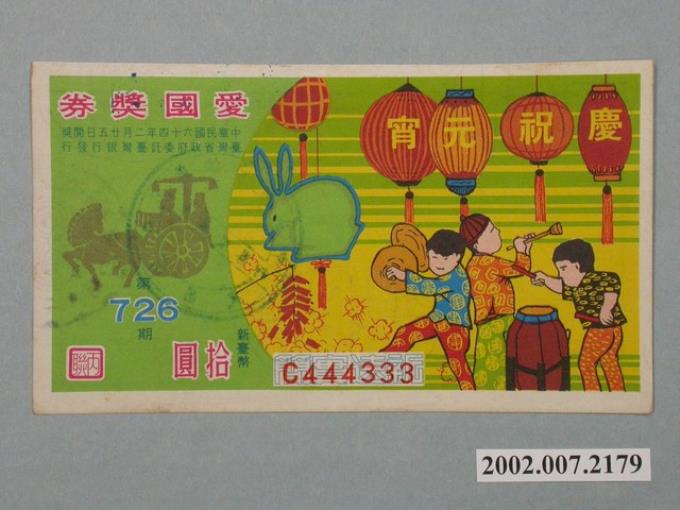 愛國獎券
中華民國六十四年二月廿五日開獎
臺灣省政府委託臺灣銀行發行
慶祝元宵
第
726
期
新臺幣
拾圓
C444333
2002.007.2179